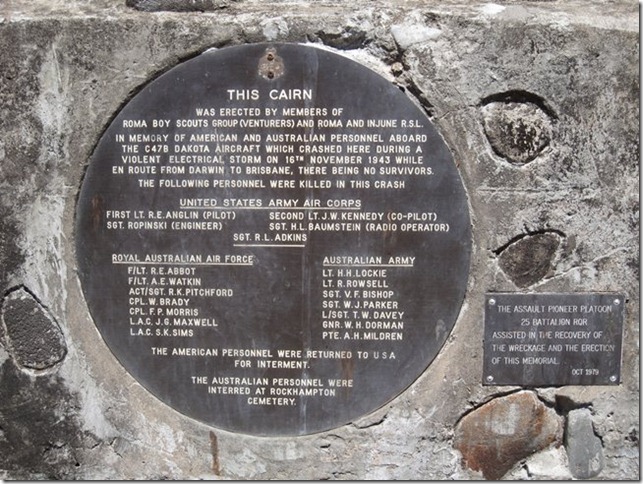 THIS CAIRN
WAS ERECTED BY MEMBERS OF
ROMA BOY SCOUTS GROUP (VENTURERS) AND ROMA AND INJUNE R.S.L.
IN MEMORY OF AMERICAN AND AUSTRALIAN PERSONNEL ABOARD
THE C47B DAKOTA AIRCRAFT WHICH CRASHED HERE DURING A
VIOLENT ELECTRICAL STORM ON 16TH NOVEMBER 1943 WHILE
EN ROUTE FROM DARWIN TO BRISBANE, THERE BEING NO SURVIVORS.
THE FOLLOWING PERSONNEL WERE KILLED IN THIS CRASH
UNITED STATES ARMY AIR CORPS
FIRST LT. R.E. ANGLIN (PILOT) SECOND LT. J.W. KENNEDY (CO-PILOT)
SGT. ROPINSKI (ENGINEER) SGT. H.L. BAUMSTEIN (RADIO OPERATOR)
SGT. R.L. ADKINS
ROYAL AUSTRALIAN AIR FORCE
F/LT. R.E. ABBOT
F/LT. A.E. WATKIN
ACT/SGT. R.K. PITCHFORD
CPL. W. BRADY
CPL. F.P. MORRIS
L.A.C. J.G. MAXWELL
L.A.C. S.K. SIMS
AUSTRALIAN ARMY
LT. H.H. LOCKIE
LT. R. ROWSELL
SGT. V.F. BISHOP
SGT. W.J. PARKER
L/SGT. T.W. DAVEY
GNR. W.H. DORMAN
PTE. A.H. MILDREN
THE AMERICAN PERSONNEL WERE RETURNED TO USA
FOR INTERMENT.
THE AUSTRALIAN PERSONNEL WERE
INTERRED AT ROCKHAMPTON
CEMETERY.
THE ASSAULT PIONEER PLATOON
25 BATTALION RQR
ASSISTED IN THE RECOVERY OF
THE WRECKAGE AND THE ERECTION
OF THIS MEMORIAL.
OCT 1979